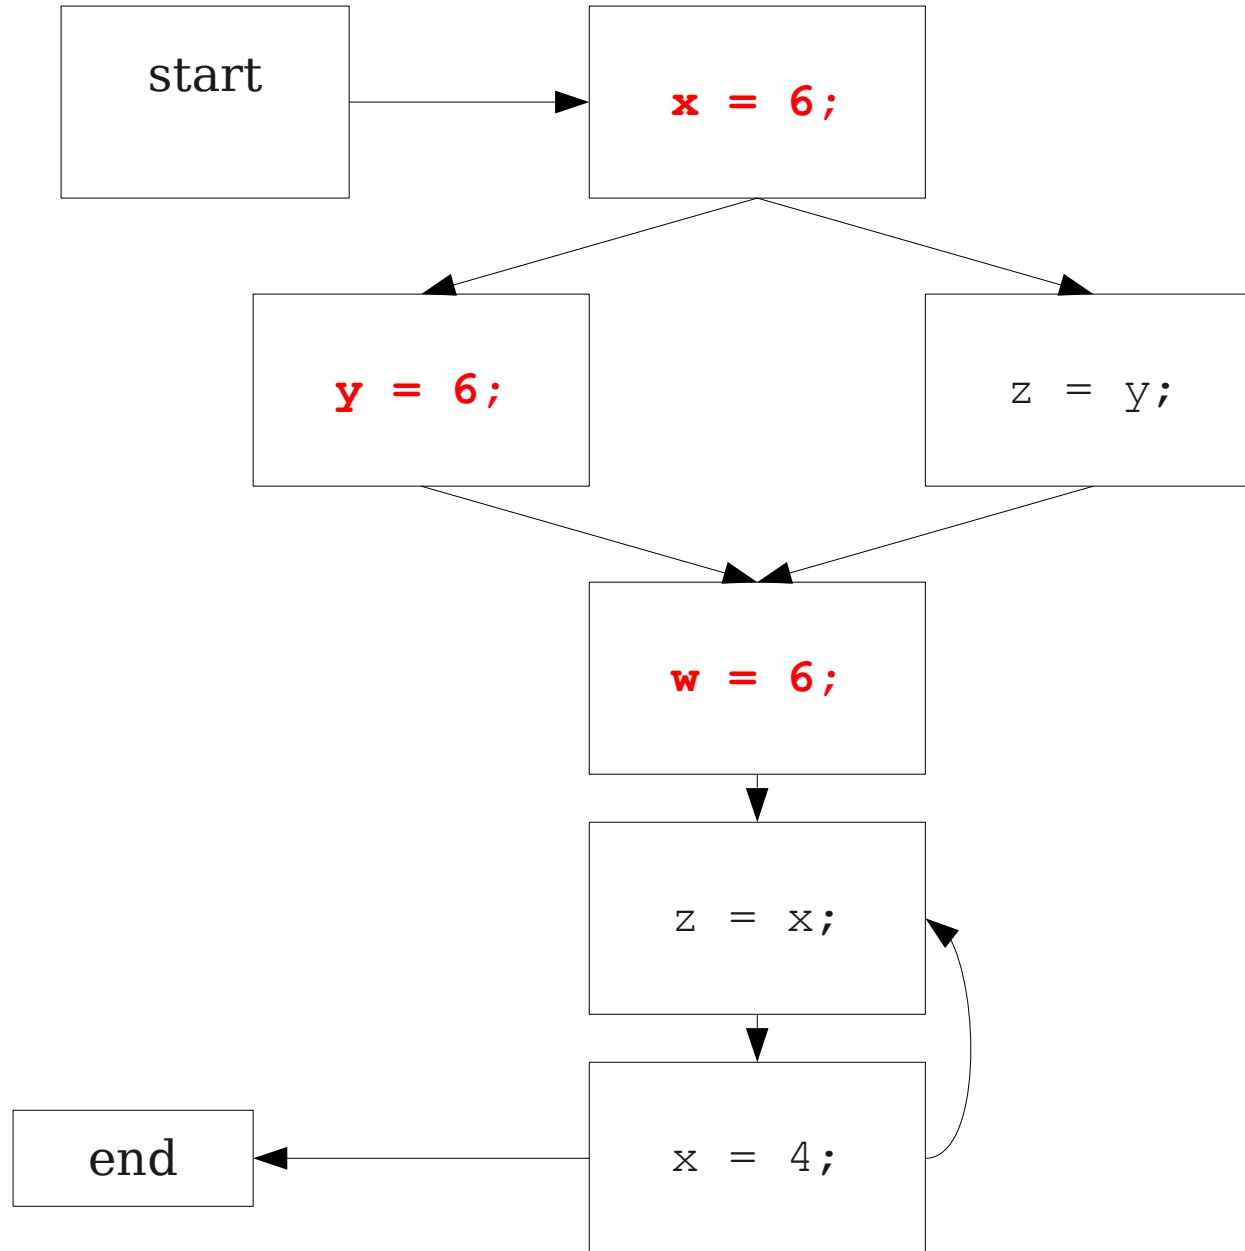 start
x = 6;
y = 6;
z = y;
w = 6;
z = x;
x = 4;
end